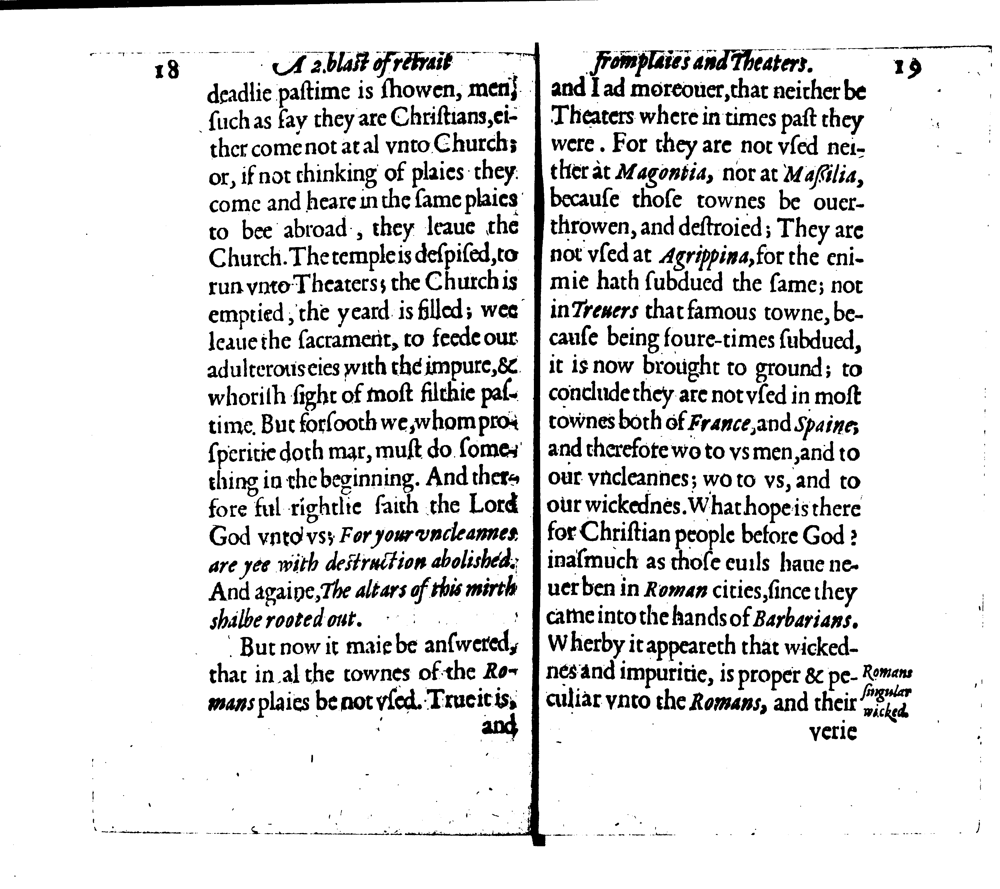 18 A 2.blast of retrait
deadlie paſtime is ſhowen, men,
ſuch as ſay they are Chriſtians,ei-
ther come not at al vnto Church;
or, if not thinking of plaies they
come and heare in the ſame plaies
to bee abroad, they leaue the
Church. The temple is deſpiſed,to
run vnto Theaters; the Church is
emptied, the yeard is filled; wee
leaue the ſacrament, to feede our
adulterous eies with the impure,&
whoriſh ſight of moſt filthie paſ-
time. But forſooth we,whom pro-
ſperitie doth mar, muſt do ſome-
thing in the beginning. And ther-
fore ful rightlie ſaith the Lord
God vnto vs; For your vncleannes
are yee with destruction abolished.
And againe,The altars of this mirth
shalbe rooted out.
But now it maie be anſwered,
that in al the townes of the Ro-
mans plaies be not vſed. True it is,
and
from plaies and Theaters. 19
and I ad moreouer,that neither be
Theaters where in times paſt they
were. For they are not vſed nei-
ther at Magontia, nor at Maſsilia,
becauſe thoſe townes be ouer-
throwen, and deſtroied; They are
not vſed at Agrippina,for the eni-
mie hath ſubdued the ſame; not
in Treuers that famous towne, be-
cauſe being foure-times ſubdued,
it is now brought to ground; to
conclude they are not vſed in moſt
townes both of France,and Spaine;
and therefore wo to vs men,and to
our vncleannes; wo to vs, and to
our wickednes. What hope is there
for Chriſtian people before God?
inaſmuch as thoſe euils haue ne-
uer ben in Roman cities,ſince they
came into the hands of Barbarians.
Wherby it appeareth that wicked-
nes and impuritie, is proper & pe-
culiar vnto the Romans, and their
Romans
ſingular
wicked.
verie